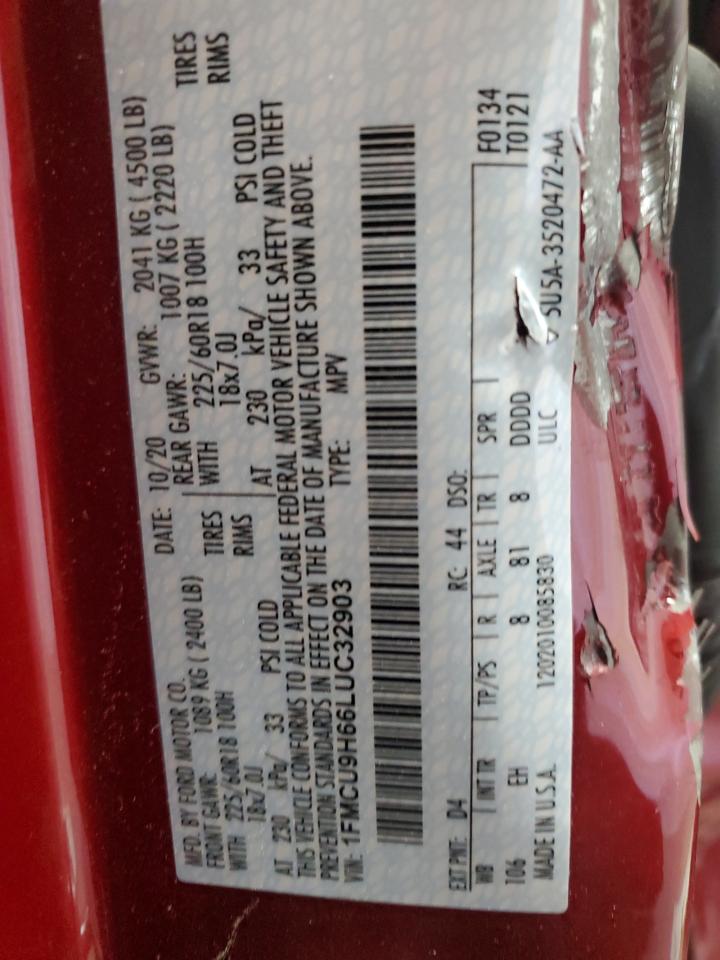 MFD. BY FORD MOTOR CO.
DATE: 10/20 GVWR: 2041 KG ( 4500 LB)
FRONT GAWR: 1089 KG ( 2400 LB) REAR GAWR: 1007 KG ( 2220 LB)
WITH 225/60R18 100H TIRES WITH 225/60R18 100H TIRES
18x7.0J RIMS 18x7.0J RIMS
AT 230 kPa/ 33 PSI COLD AT 230 kPa/ 33 PSI COLD
THIS VEHICLE CONFORMS TO ALL APPLICABLE FEDERAL MOTOR VEHICLE SAFETY AND THEFT
PREVENTION STANDARDS IN EFFECT ON THE DATE OF MANUFACTURE SHOWN ABOVE.
VIN: 1FMCU9H66LUC32903 TYPE: MPV
EXT PNT: D4 RC: 44 DSO:
WB INT TR TP/PS R AXLE TR SPR F0134
106 EH 8 81 8 DDDD T0121
MADE IN U.S.A. 1202010085830 ULC 5U5A-3520472-AA